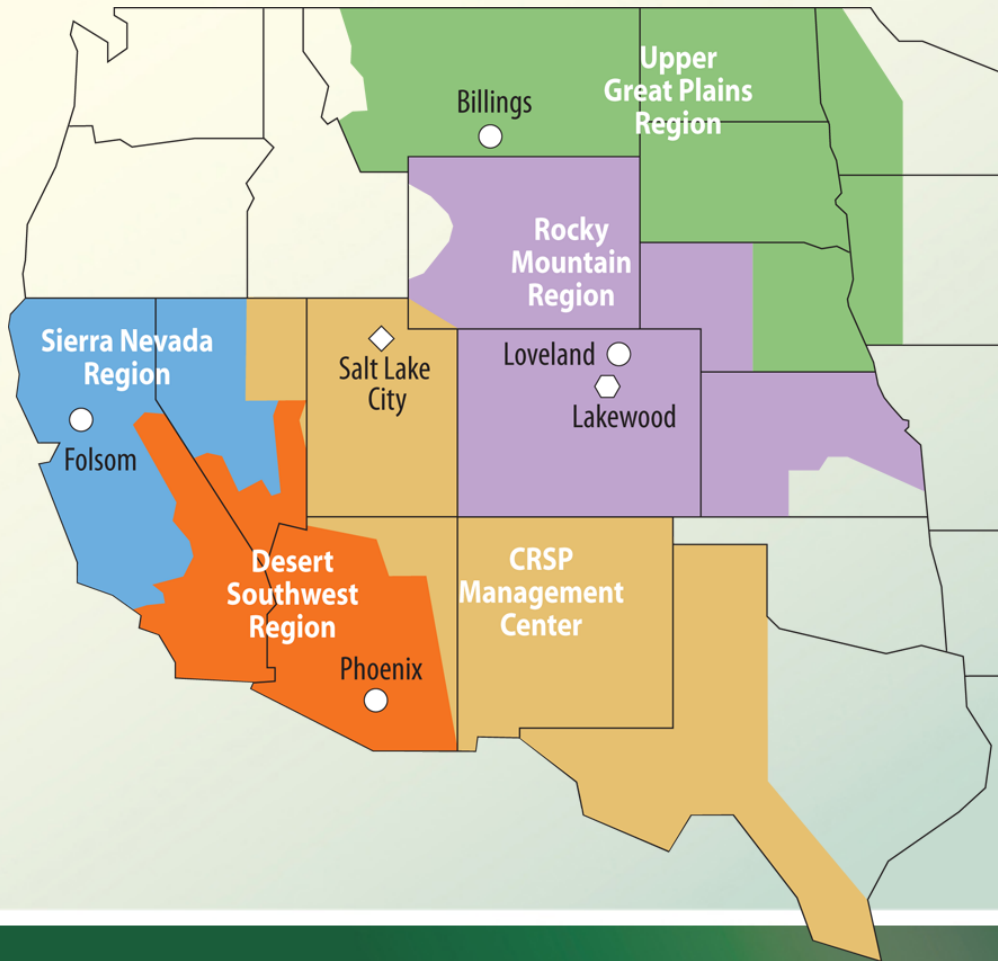 Upper
Great Plains
Region
Billings
Rocky
Mountain
Region
Sierra Nevada
Region
Salt Lake
City
Loveland
Lakewood
Folsom
Desert
Southwest
Region
CRSP
Management
Center
Phoenix